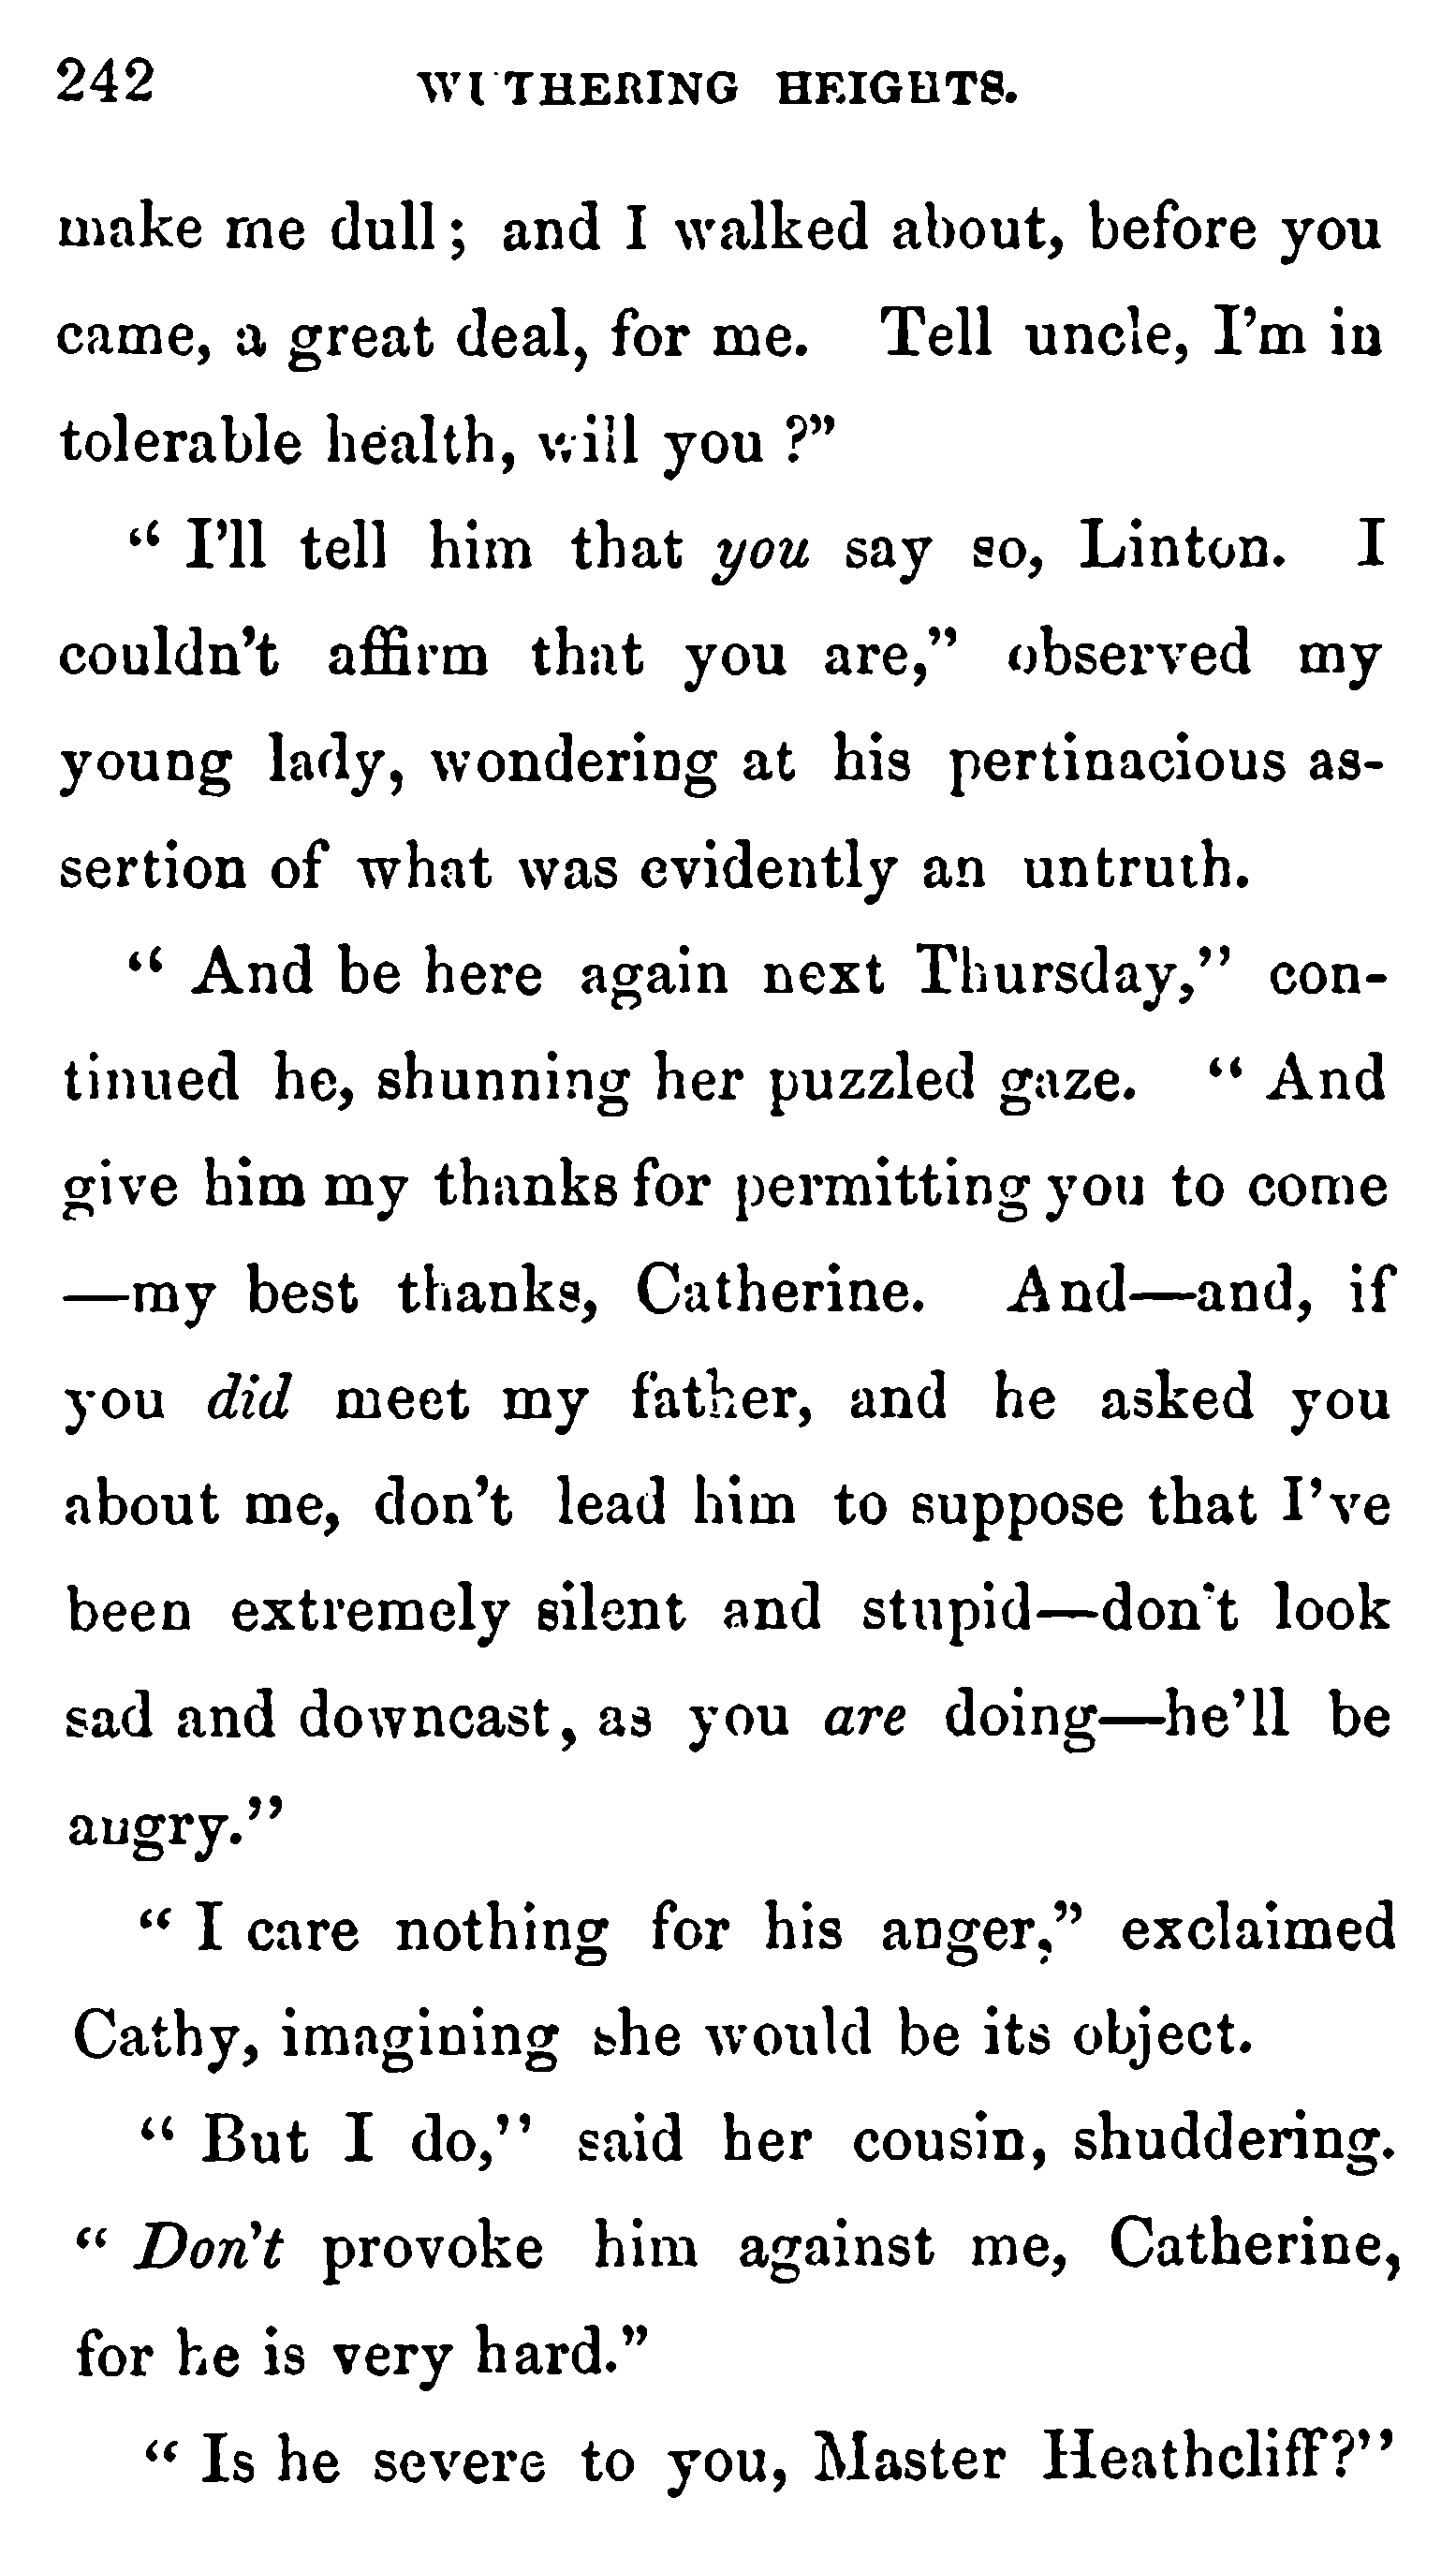 242 WUTHERING HEIGHTS.
make me dull; and I walked about, before you
came, a great deal, for me. Tell uncle, I'm in
tolerable health, will you ?"
" I'll tell him that you say so, Linton. I
couldn't affirm that you are," observed my
young lady, wondering at his pertinacious as-
sertion of what was evidently an untruth.
" And be here again next Thursday," con-
tinued he, shunning her puzzled gaze. " And
give him my thanks for permitting you to come
—my best thanks, Catherine. And—and, if
you did meet my father, and he asked you
about me, don't lead him to suppose that I've
been extremely silent and stupid—don't look
sad and downcast, as you are doing—he'll be
angry."
" I care nothing for his anger," exclaimed
Cathy, imagining she would be its object.
" But I do," said her cousin, shuddering.
" Don't provoke him against me, Catherine,
for he is very hard."
" Is he severe to you, Master Heathcliff?"